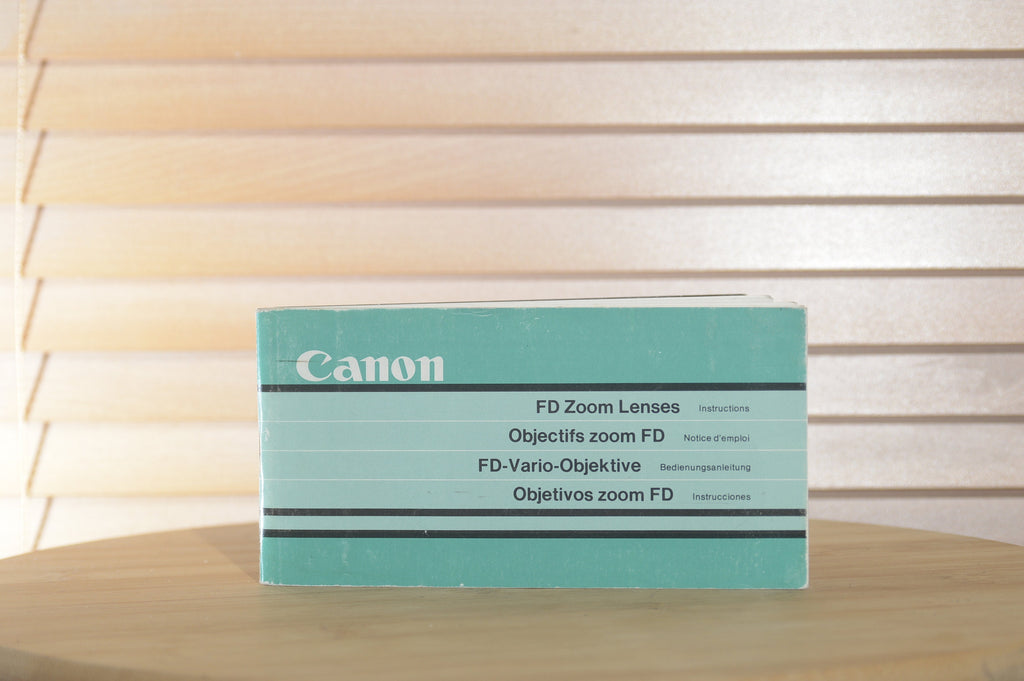 Canon
FD Zoom Lenses Instructions
Objectifs zoom FD Notice d'emploi
FD-Vario-Objektive Bedienungsanleitung
Objetivos zoom FD Instrucciones